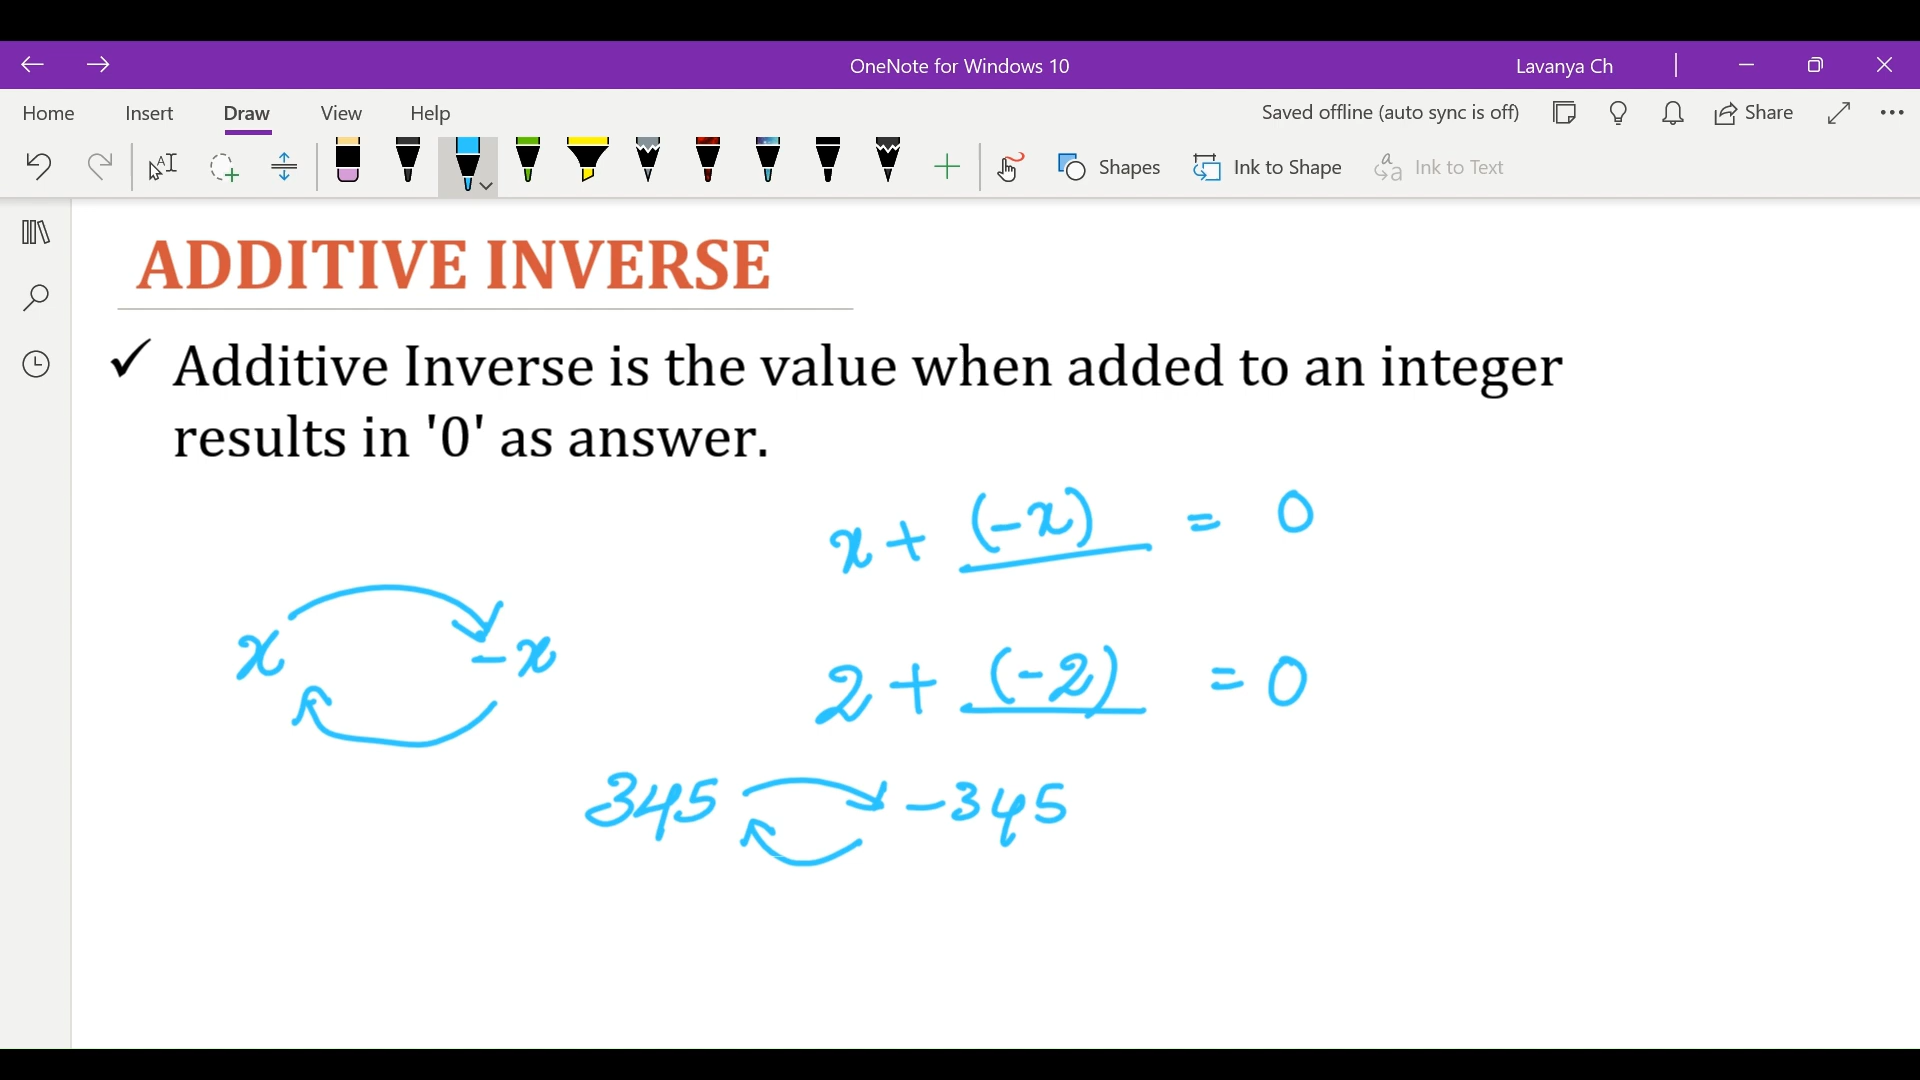 OneNote for Windows 10
Lavanya Ch
Home Insert Draw View Help
Saved offline (auto sync is off)
Share
Shapes
Ink to Shape
Ink to Text
ADDITIVE INVERSE
✓ Additive Inverse is the value when added to an integer
results in '0' as answer.
x + (-x) = 0
x -x
2 + (-2) = 0
345 -345